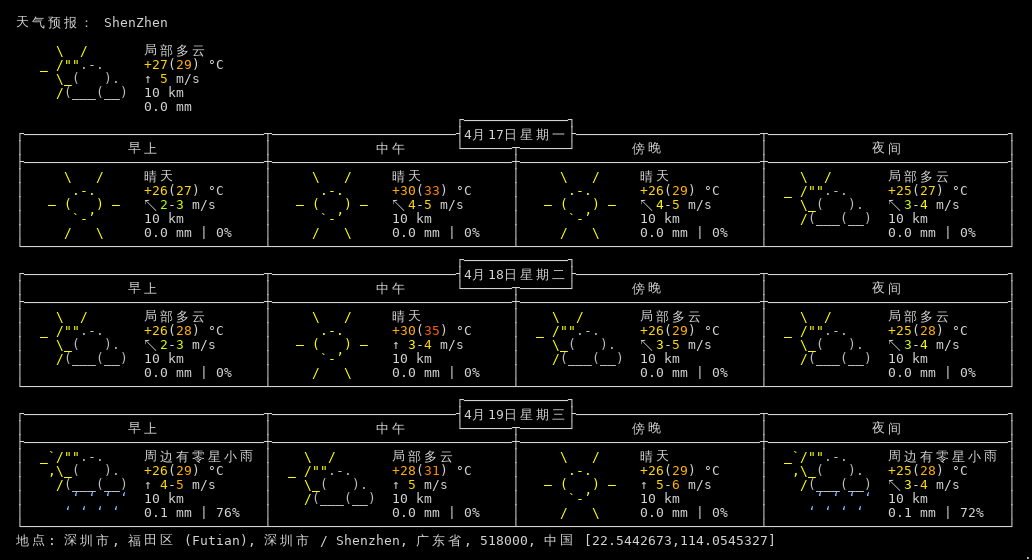 天气预报： ShenZhen
局部多云
+27(29) °C
↑ 5 m/s
10 km
0.0 mm
4月17日星期一
早上 中午 傍晚 夜间
晴天 晴天 晴天 局部多云
+26(27) °C +30(33) °C +26(29) °C +25(27) °C
↖ 2-3 m/s ↖ 4-5 m/s ↖ 4-5 m/s ↖ 3-4 m/s
10 km 10 km 10 km 10 km
0.0 mm | 0% 0.0 mm | 0% 0.0 mm | 0% 0.0 mm | 0%
4月18日星期二
早上 中午 傍晚 夜间
局部多云 晴天 局部多云 局部多云
+26(28) °C +30(35) °C +26(29) °C +25(28) °C
↖ 2-3 m/s ↑ 3-4 m/s ↖ 3-5 m/s ↖ 3-4 m/s
10 km 10 km 10 km 10 km
0.0 mm | 0% 0.0 mm | 0% 0.0 mm | 0% 0.0 mm | 0%
4月19日星期三
早上 中午 傍晚 夜间
周边有零星小雨 局部多云 晴天 周边有零星小雨
+26(29) °C +28(31) °C +26(29) °C +25(28) °C
↑ 4-5 m/s ↑ 5 m/s ↑ 5-6 m/s ↖ 3-4 m/s
10 km 10 km 10 km 10 km
0.1 mm | 76% 0.0 mm | 0% 0.0 mm | 0% 0.1 mm | 72%
地点: 深圳市, 福田区 (Futian), 深圳市 / Shenzhen, 广东省, 518000, 中国 [22.5442673,114.0545327]